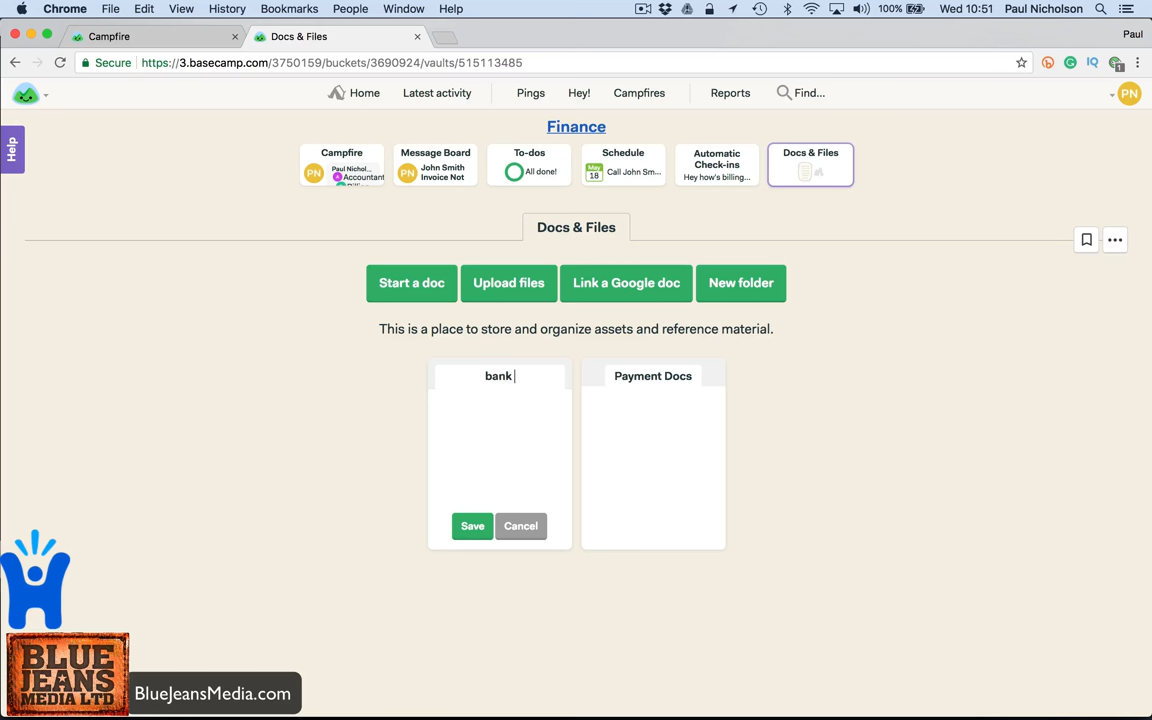 Chrome File Edit View History Bookmarks People Window Help 100% Wed 10:51 Paul Nicholson
Campfire Docs & Files Paul
Secure https://3.basecamp.com/3750159/buckets/3690924/vaults/515113485
Home Latest activity Pings Hey! Campfires Reports Find... PN
Help
Finance
Campfire
PN
Paul Nichol...
A Accountant
Message Board
PN
John Smith
Invoice Not
To-dos
All done!
Schedule
May
18
Call John Sm...
Automatic
Check-ins
Hey how's billing...
Docs & Files
Docs & Files
Start a doc Upload files Link a Google doc New folder
This is a place to store and organize assets and reference material.
bank
Payment Docs
Save Cancel
BLUE
JEANS
MEDIA LTD
BlueJeansMedia.com